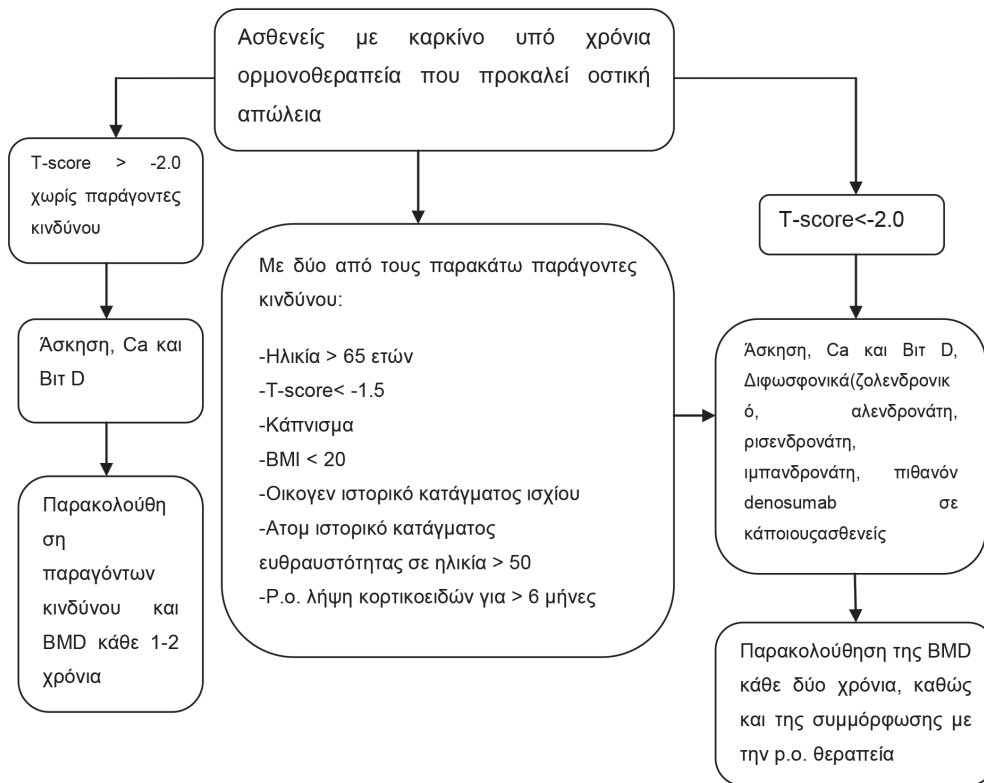 Ασθενείς με καρκίνο υπό χρόνια
ορμονοθεραπεία που προκαλεί οστική
απώλεια
T-score > -2.0
χωρίς παράγοντες
κινδύνου
Άσκηση, Ca και
Βιτ D
Παρακολούθη
ση
παραγόντων
κινδύνου και
BMD κάθε 1-2
χρόνια
Με δύο από τους παρακάτω παράγοντες
κινδύνου:
-Ηλικία > 65 ετών
-T-score< -1.5
-Κάπνισμα
-BMI < 20
-Οικογεν ιστορικό κατάγματος ισχίου
-Ατομ ιστορικό κατάγματος
ευθραυστότητας σε ηλικία > 50
-P.o. λήψη κορτικοειδών για > 6 μήνες
T-score<-2.0
Άσκηση, Ca και Βιτ D,
Διφωσφονικά(ζολενδρονικ
ό, αλενδρονάτη,
ρισενδρονάτη,
ιμπανδρονάτη, πιθανόν
denosumab σε
κάποιουςασθενείς
Παρακολούθηση της BMD
κάθε δύο χρόνια, καθώς
και της συμμόρφωσης με
την p.o. θεραπεία